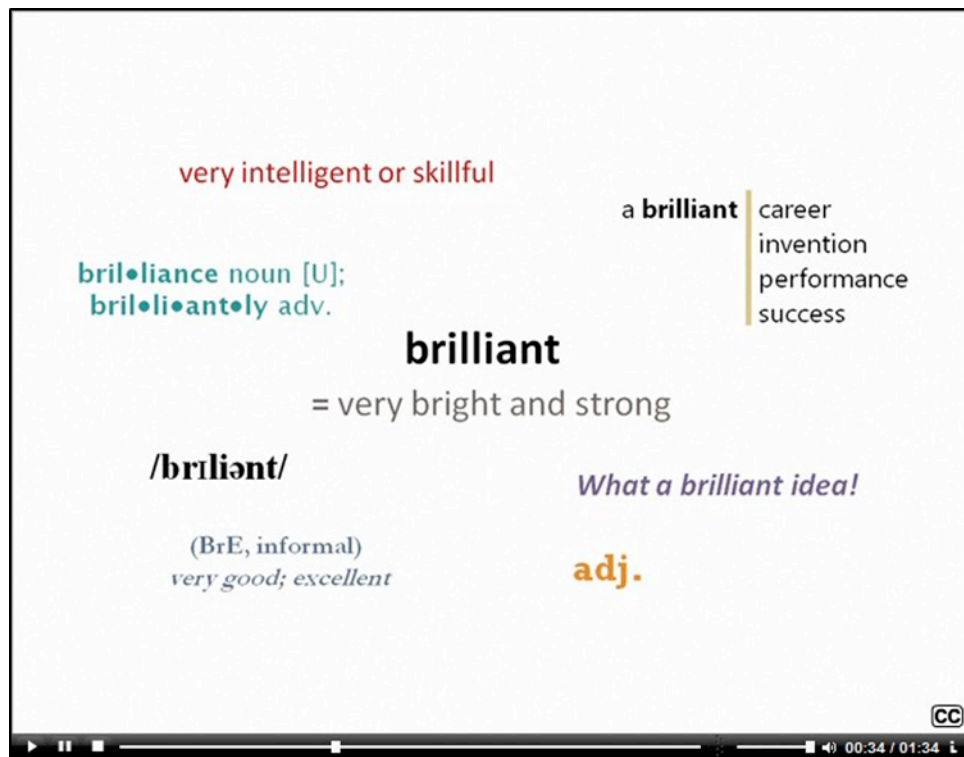 very intelligent or skillful
a brilliant career
invention
performance
success
bril•liance noun [U];
bril•li•ant•ly adv.
brilliant
= very bright and strong
/brɪliənt/
What a brilliant idea!
(BrE, informal)
very good; excellent
adj.
CC
00:34 / 01:34 i